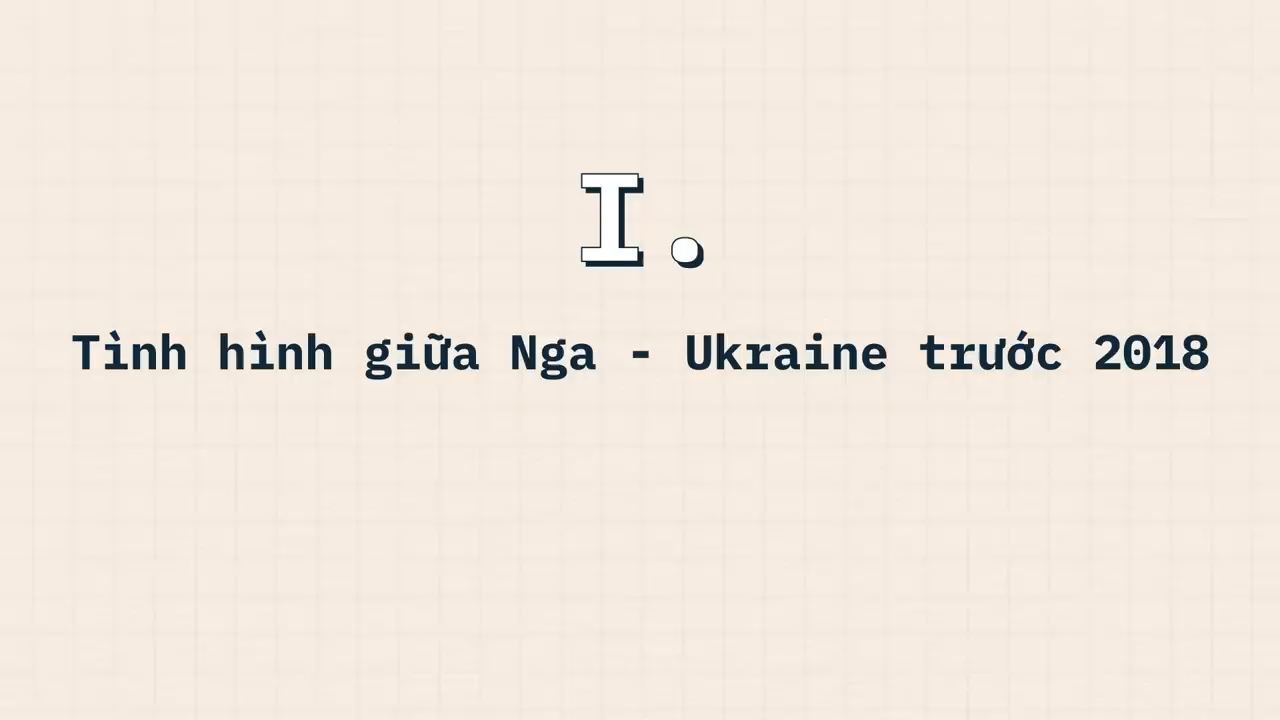 I.
Tình hình giữa Nga - Ukraine trước 2018